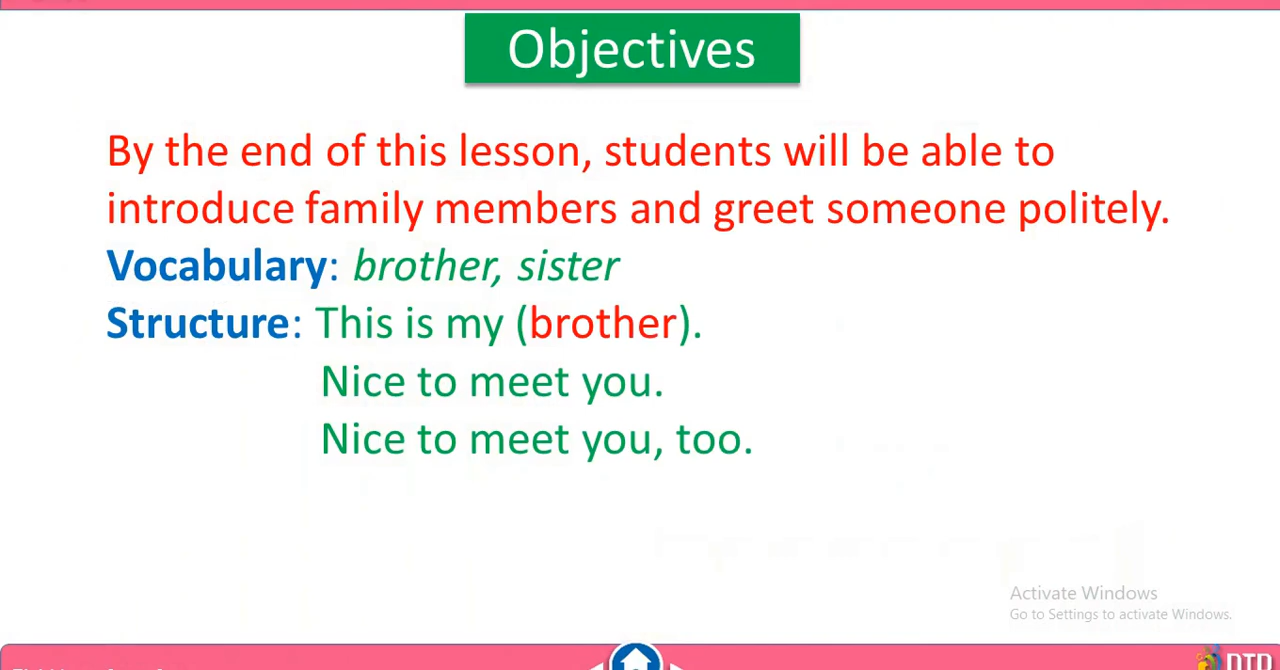 Objectives
By the end of this lesson, students will be able to
introduce family members and greet someone politely.
Vocabulary: brother, sister
Structure: This is my (brother).
Nice to meet you.
Nice to meet you, too.
Activate Windows
Go to Settings to activate Windows.
DTP